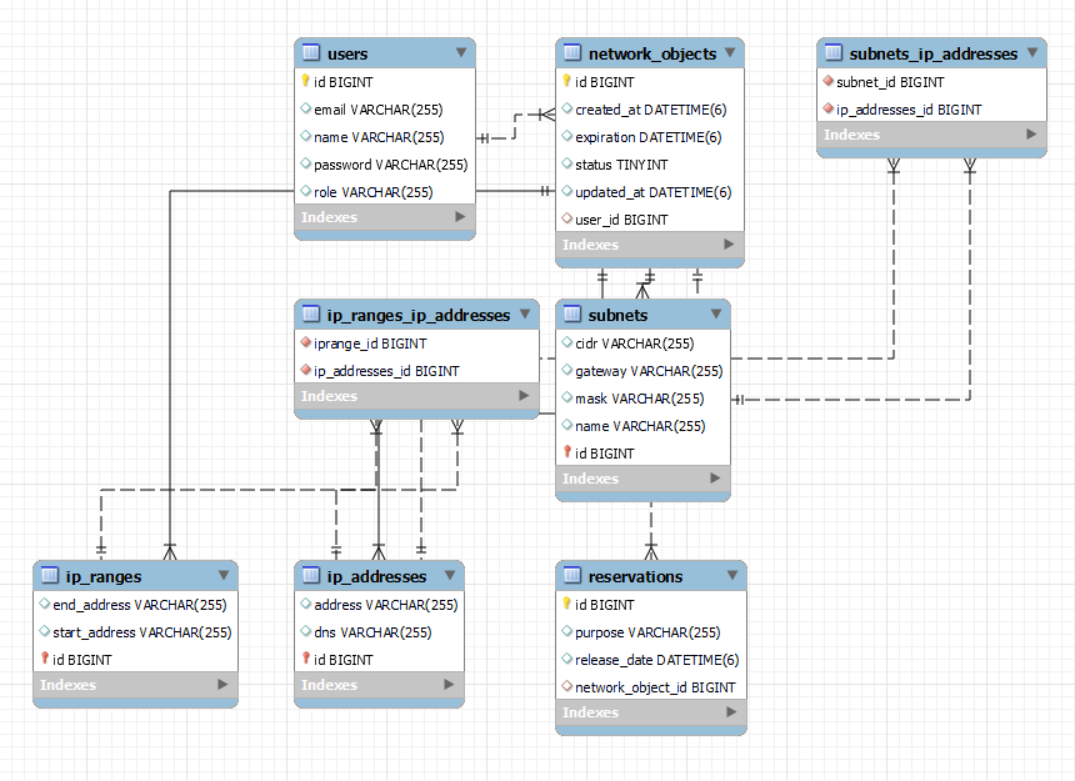 users
id BIGINT
email VARCHAR(255)
name VARCHAR(255)
password VARCHAR(255)
role VARCHAR(255)
Indexes
network_objects
id BIGINT
created_at DATETIME(6)
expiration DATETIME(6)
status TINYINT
updated_at DATETIME(6)
user_id BIGINT
Indexes
subnets_ip_addresses
subnet_id BIGINT
ip_addresses_id BIGINT
Indexes
ip_ranges_ip_addresses
iprange_id BIGINT
ip_addresses_id BIGINT
Indexes
subnets
cidr VARCHAR(255)
gateway VARCHAR(255)
mask VARCHAR(255)
name VARCHAR(255)
id BIGINT
Indexes
ip_ranges
end_address VARCHAR(255)
start_address VARCHAR(255)
id BIGINT
Indexes
ip_addresses
address VARCHAR(255)
dns VARCHAR(255)
id BIGINT
Indexes
reservations
id BIGINT
purpose VARCHAR(255)
release_date DATETIME(6)
network_object_id BIGINT
Indexes